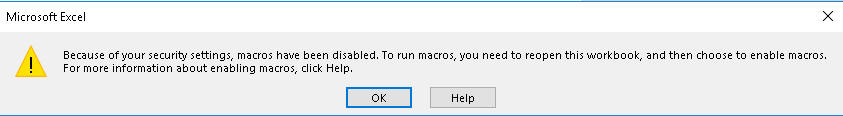 Microsoft Excel
Because of your security settings, macros have been disabled. To run macros, you need to reopen this workbook, and then choose to enable macros.
For more information about enabling macros, click Help.
OK
Help